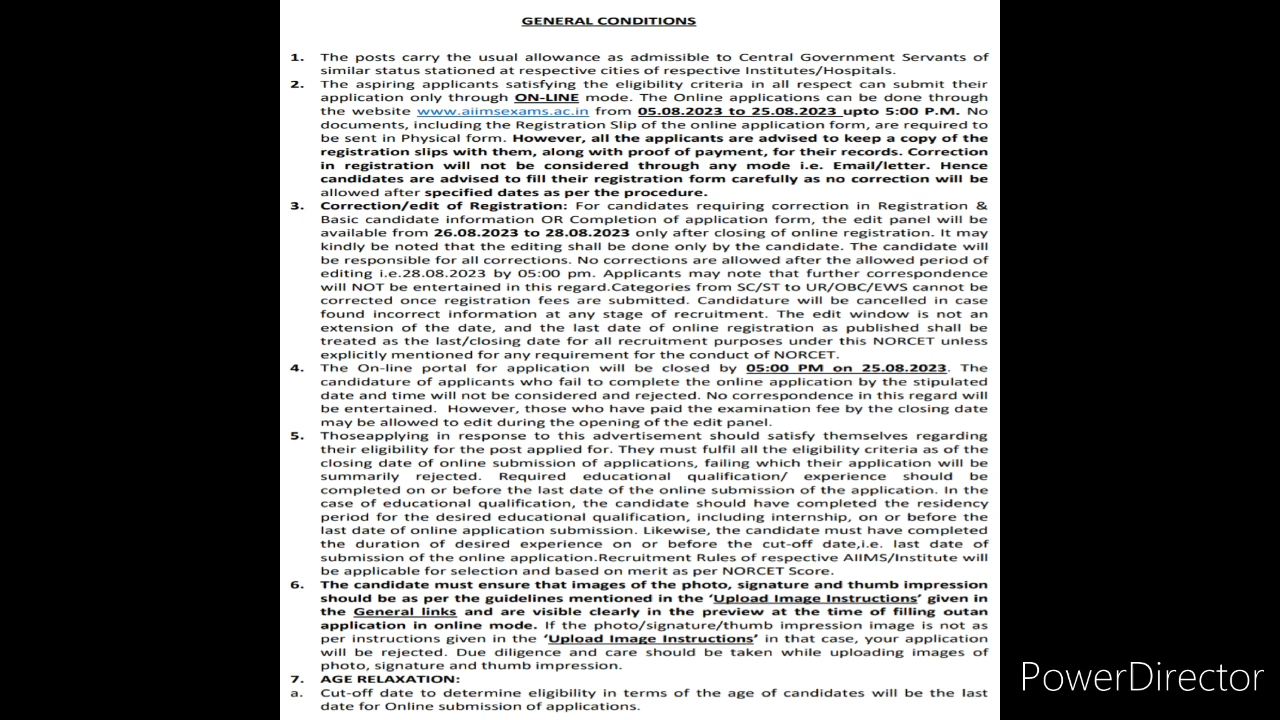 GENERAL CONDITIONS
1. The posts carry the usual allowance as admissible to Central Government Servants of
similar status stationed at respective cities of respective Institutes/Hospitals.
2. The aspiring applicants satisfying the eligibility criteria in all respect can submit their
application only through ON-LINE mode. The Online applications can be done through
the website www.aiimsexams.ac.in from 05.08.2023 to 25.08.2023 upto 5:00 P.M. No
documents, including the Registration Slip of the online application form, are required to
be sent in Physical form. However, all the applicants are advised to keep a copy of the
registration slips with them, along with proof of payment, for their records. Correction
in registration will not be considered through any mode i.e. Email/letter. Hence
candidates are advised to fill their registration form carefully as no correction will be
allowed after specified dates as per the procedure.
3. Correction/edit of Registration: For candidates requiring correction in Registration &
Basic candidate information OR Completion of application form, the edit panel will be
available from 26.08.2023 to 28.08.2023 only after closing of online registration. It may
kindly be noted that the editing shall be done only by the candidate. The candidate will
be responsible for all corrections. No corrections are allowed after the allowed period of
editing i.e.28.08.2023 by 05:00 pm. Applicants may note that further correspondence
will NOT be entertained in this regard.Categories from SC/ST to UR/OBC/EWS cannot be
corrected once registration fees are submitted. Candidature will be cancelled in case
found incorrect information at any stage of recruitment. The edit window is not an
extension of the date, and the last date of online registration as published shall be
treated as the last/closing date for all recruitment purposes under this NORCET unless
explicitly mentioned for any requirement for the conduct of NORCET.
4. The On-line portal for application will be closed by 05:00 PM on 25.08.2023. The
candidature of applicants who fail to complete the online application by the stipulated
date and time will not be considered and rejected. No correspondence in this regard will
be entertained. However, those who have paid the examination fee by the closing date
may be allowed to edit during the opening of the edit panel.
5. Thoseapplying in response to this advertisement should satisfy themselves regarding
their eligibility for the post applied for. They must fulfil all the eligibility criteria as of the
closing date of online submission of applications, failing which their application will be
summarily rejected. Required educational qualification/ experience should be
completed on or before the last date of the online submission of the application. In the
case of educational qualification, the candidate should have completed the residency
period for the desired educational qualification, including internship, on or before the
last date of online application submission. Likewise, the candidate must have completed
the duration of desired experience on or before the cut-off date,i.e. last date of
submission of the online application.Recruitment Rules of respective AIIMS/Institute will
be applicable for selection and based on merit as per NORCET Score.
6. The candidate must ensure that images of the photo, signature and thumb impression
should be as per the guidelines mentioned in the ‘Upload Image Instructions’ given in
the General links and are visible clearly in the preview at the time of filling outan
application in online mode. If the photo/signature/thumb impression image is not as
per instructions given in the ‘Upload Image Instructions’ in that case, your application
will be rejected. Due diligence and care should be taken while uploading images of
photo, signature and thumb impression.
7. AGE RELAXATION:
a. Cut-off date to determine eligibility in terms of the age of candidates will be the last
date for Online submission of applications.
PowerDirector